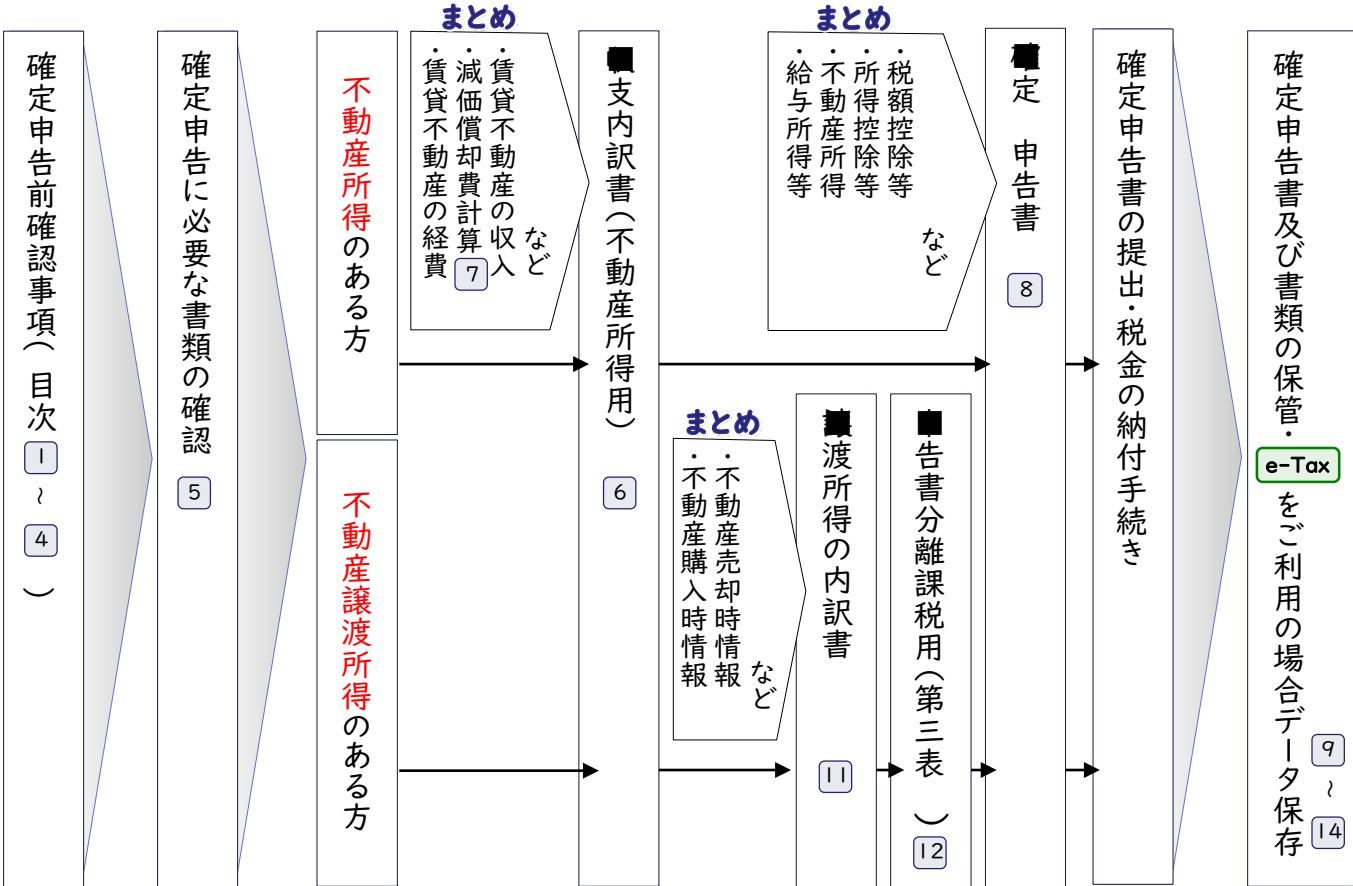 確定申告前確認事項（目次1～4）
確定申告に必要な書類の確認 5
不動産所得のある方
不動産譲渡所得のある方
まとめ
・賃貸不動産の収入
・減価償却費計算 7
・賃貸不動産の経費
など
支内訳書（不動産所得用） 6
まとめ
・税額控除等
・所得控除等
・不動産所得
・給与所得等
など
まとめ
・不動産売却時情報
・不動産購入時情報
など
渡所得の内訳書 11
告書分離課税用（第三表） 12
定 申告書 8
確定申告書の提出・税金の納付手続き
確定申告書及び書類の保管・e-Taxをご利用の場合データ保存 9～14